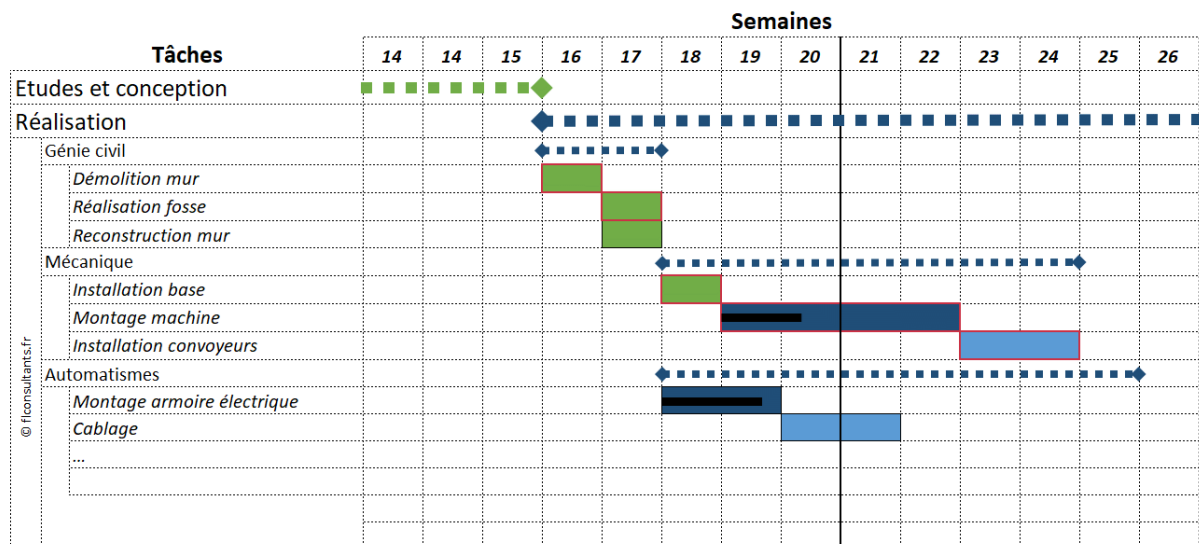 Semaines
Tâches 14 14 15 16 17 18 19 20 21 22 23 24 25 26
Etudes et conception
Réalisation
Génie civil
Démolition mur
Réalisation fosse
Reconstruction mur
Mécanique
Installation base
Montage machine
Installation convoyeurs
Automatismes
Montage armoire électrique
Cablage
...
© flconsultants.fr